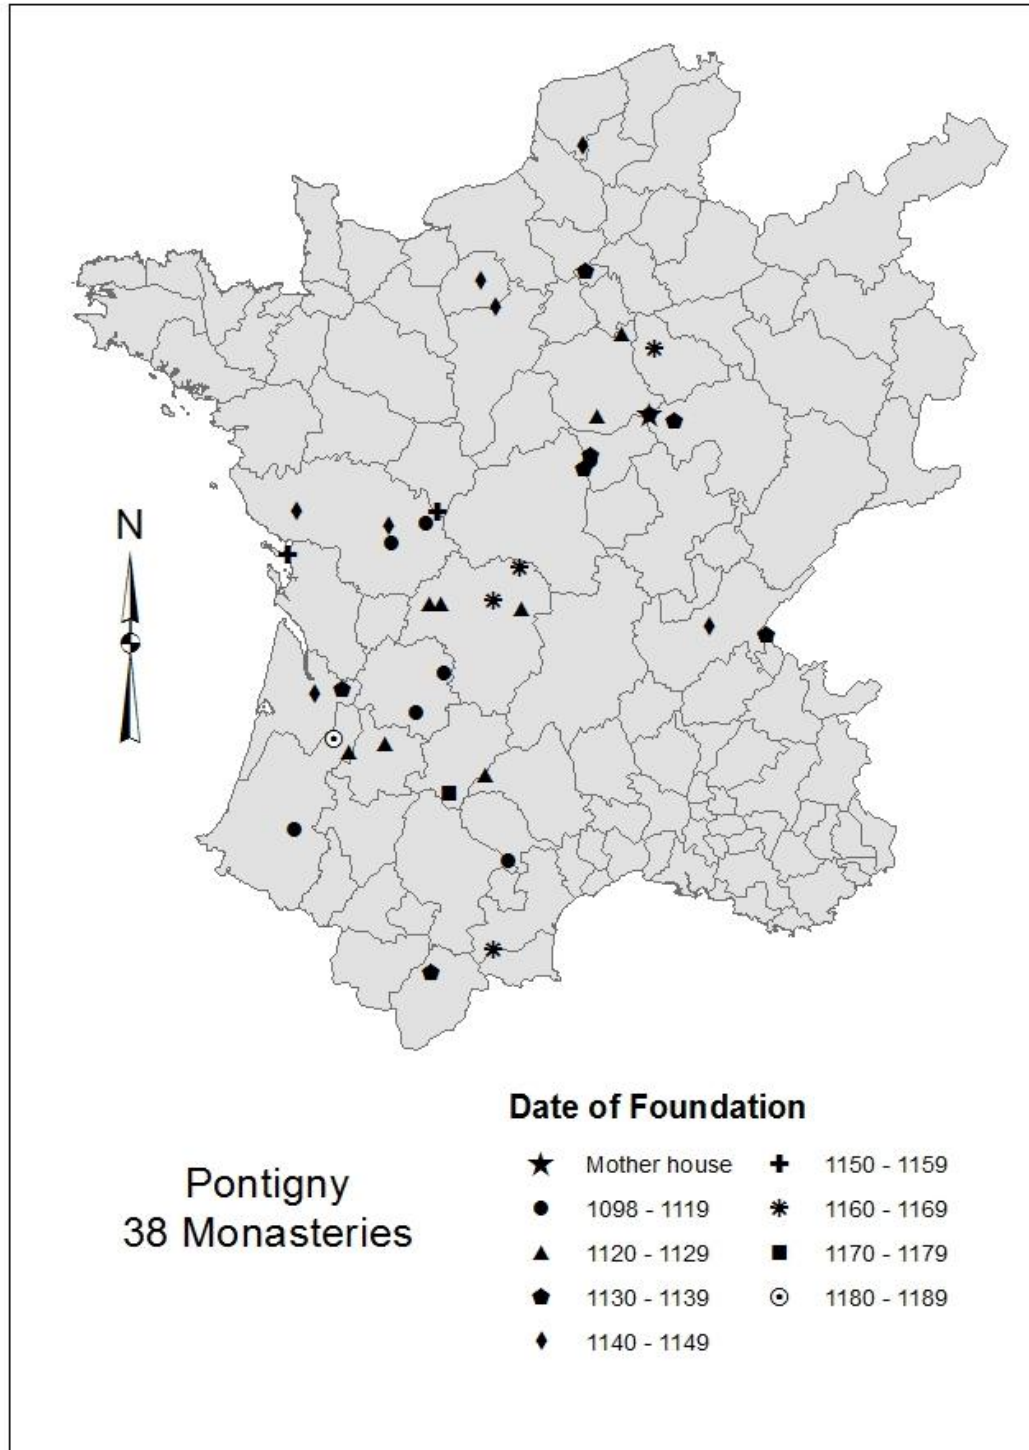 N
Date of Foundation
Mother house
1150 - 1159
1098 - 1119
1160 - 1169
1120 - 1129
1170 - 1179
1130 - 1139
1180 - 1189
1140 - 1149
Pontigny
38 Monasteries